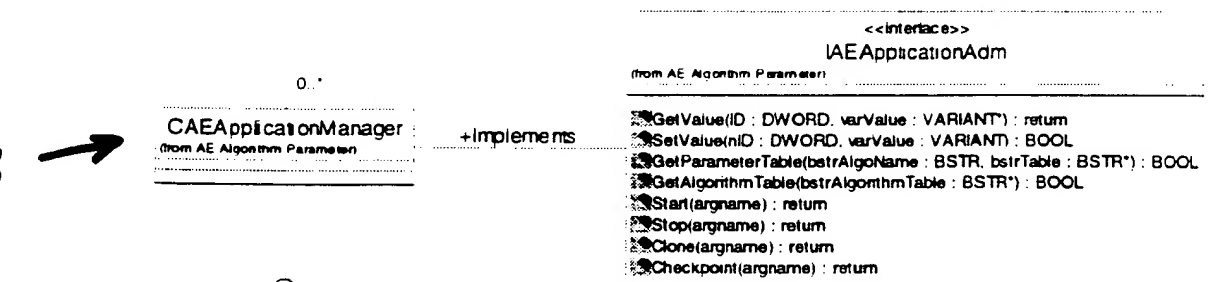 <<interface>>
IAEApplicationAdm
(from AE Algorithm Parameter)
0..*
CAEApplicationManager
(from AE Algorithm Parameter)
+Implements
GetValue(ID : DWORD, varValue : VARIANT*) : return
SetValue(nID : DWORD, varValue : VARIANT) : BOOL
GetParameterTable(bstrAlgoName : BSTR, bstrTable : BSTR*) : BOOL
GetAlgorithmTable(bstrAlgorithmTable : BSTR*) : BOOL
Start(argname) : return
Stop(argname) : return
Clone(argname) : return
Checkpoint(argname) : return